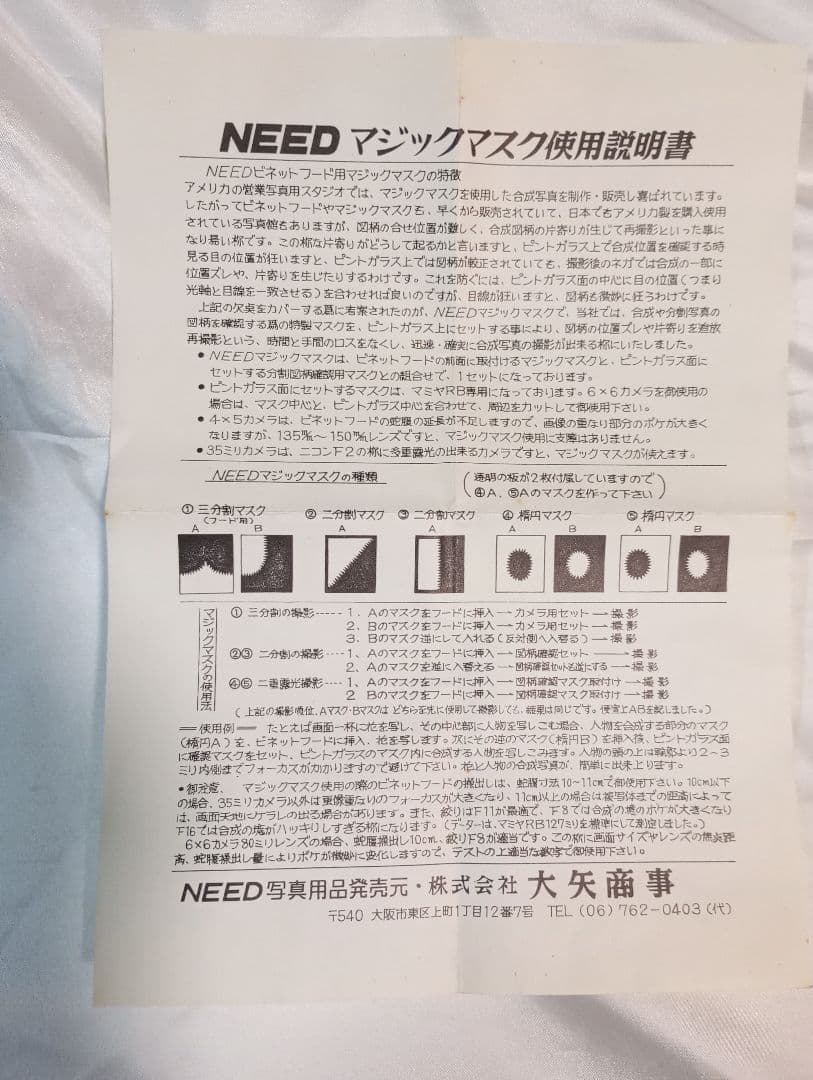 NEED マジックマスク使用説明書
NEEDビネットフード用マジックマスクの特徴
アメリカの営業写真用スタジオでは、マジックマスクを使用した合成写真を制作・販売し喜ばれています。
したがってビネットフードやマジックマスクも、早くから販売されていて、日本でもアメリカ製を購入使用
されている写真館もありますが、図柄の合せ位置が難しく、合成図柄の片寄りが生じて再撮影といった事に
なり易い様です。この様な片寄りがどうして起るかと言いますと、ピントガラス上で合成位置を確認する時
見る目の位置が狂いますと、ピントガラス上では図柄が較正されていても、撮影後のネガでは合成の一部に
位置ズレや、片寄りを生じたりするわけです。これを防ぐには、ピントガラス面の中心に目の位置(つまり
光軸と目線を一致させる)を合わせれば良いのですが、目線が狂いますと、図柄も微妙に狂うわけです。
上記の欠点をカバーする爲に考案されたのが、NEEDマジックマスクで、当社では、合成や分割写真の
図柄を確認する爲の特製マスクを、ピントガラス上にセットする事により、図柄の位置ズレや片寄りを追放
再撮影という、時間と手間のロスをなくし、迅速・確実に合成写真の撮影が出来る様にいたしました。
●NEEDマジックマスクは、ビネットフードの前面に取付けるマジックマスクと、ピントガラス面に
セットする分割図柄確認用マスクとの組合せで、1セットになっております。
●ピントガラス面にセットするマスクは、マミヤRB専用になっております。6×6カメラを御使用の
場合は、マスク中心と、ピントガラス中心を合わせて、周辺をカットして御使用下さい。
●4×5カメラは、ビネットフードの蛇腹の延長が不足しますので、画像の重なり部分のボケが大きく
なりますが、135㎜〜150㎜レンズですと、マジックマスク使用に支障はありません。
●35ミリカメラは、ニコンF2の様に多重露光の出来るカメラですと、マジックマスクが使えます。
NEEDマジックマスクの種類
(透明の板が2枚付属していますので
④A、⑤Aのマスクを作って下さい)
①三分割マスク ②二分割マスク ③二分割マスク ④楕円マスク ⑤楕円マスク
(フード用)
A B A A A B A B
マジックマスクの使用法
①三分割の撮影-----1、Aのマスクをフードに挿入→カメラ用セット→撮影
2、Bのマスクをフードに挿入→カメラ用セット→撮影
3、Bのマスク逆にして入れる(反対側へ入替る)→撮影
②③二分割の撮影---1、Aのマスクをフードに挿入→図柄確認セット→撮影
2、Aのマスクを逆に入替える→図柄確認セットも逆にする→撮影
④⑤二重露光撮影---1、Aのマスクをフードに挿入→図柄確認マスク取付け→撮影
2 Bのマスクをフードに挿入→図柄確認マスク取付け→撮影
(上記の撮影順位、Aマスク・Bマスクは どちらを先に使用して撮影しても、結果は同じです。便宜上ABを記しました。)
==使用例== たとえば画面一杯に花を写し、その中心部に人物を写しこむ場合、人物を合成する部分のマスク
(楕円A)を、ビネットフードに挿入、花を写します。次にその逆のマスク(楕円B)を挿入後、ピントガラス面
に確認マスクをセット、ピントガラスのマスク内に合成する人物を写しこみます。人物の頭の上は輪廓より2〜3
ミリ内側までフォーカスがかかりますので避けて下さい。花と人物の合成写真が、簡単に出来上ります。
●御注意、 マジックマスク使用の際のビネットフードの搬出しは、蛇腹寸法10〜11cmで御使用下さい。10cm以下
の場合、35ミリカメラ以外は重像重なりのフォーカスが大きくなり、11cm以上の場合は被写体までの距離によって
は、画面天地にケラレの出る場合があります。また、絞りはF11が最適で、F8では合成の境のボケが大きくなり
F16では合成の境がハッキリしすぎる様になります。(データーは、マミヤRB127ミリを標準にして測定しました。)
6×6カメラ80ミリレンズの場合、蛇腹搬出し10cm、絞りF8が適当です。この様に画面サイズやレンズの焦点距
離、蛇腹搬出し量によりボケが微妙に変化しますので、テストの上適当な数字で御使用下さい。
NEED写真用品発売元・株式会社 大矢商事
〒540 大阪市東区上町1丁目12番7号 TEL (06) 762-0403(代)